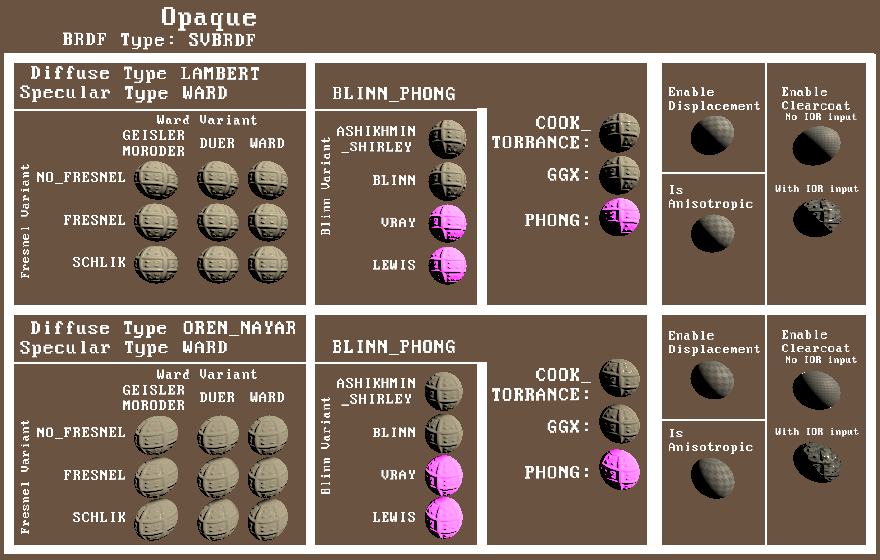 Opaque
BRDF Type: SVBRDF
Diffuse Type LAMBERT
Specular Type WARD
Ward Variant
GEISLER
MORODER
DUER
WARD
Fresnel Variant
NO_FRESNEL
FRESNEL
SCHLIK
BLINN_PHONG
Blinn Variant
ASHIKHMIN
_SHIRLEY
BLINN
VRAY
LEWIS
COOK_
TORRANCE:
GGX:
PHONG:
Enable
Displacement
Is
Anisotropic
Enable
Clearcoat
No IOR input
With IOR input
Diffuse Type OREN_NAYAR
Specular Type WARD
Ward Variant
GEISLER
MORODER
DUER
WARD
Fresnel Variant
NO_FRESNEL
FRESNEL
SCHLIK
BLINN_PHONG
Blinn Variant
ASHIKHMIN
_SHIRLEY
BLINN
VRAY
LEWIS
COOK_
TORRANCE:
GGX:
PHONG:
Enable
Displacement
Is
Anisotropic
Enable
Clearcoat
No IOR input
With IOR input